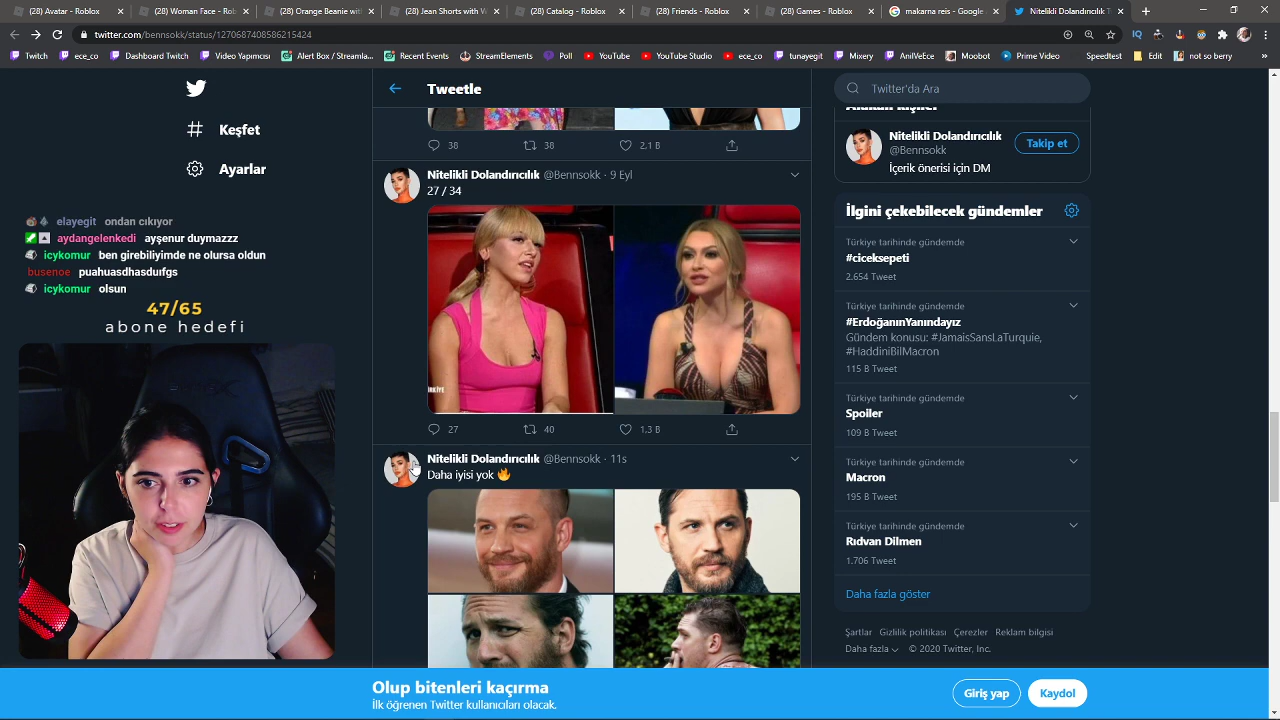 (28) Avatar - Roblox
(28) Woman Face - Rob
(28) Orange Beanie wit
(28) Jean Shorts with W
(28) Catalog - Roblox
(28) Friends - Roblox
(28) Games - Roblox
makarna reis - Google
Nitelikli Dolandırıcılık T
twitter.com/bennsokk/status/1270687408586215424
Twitch
ece_co
Dashboard
Dashboard
Video Yapımcısı
Alert Box / Streamla...
Recent Events
StreamElements
Poll
YouTube
YouTube Studio
ece_co
tunayegit
Mixery
AnilVeEce
Moobot
Prime Video
Speedtest
Edit
not so berry
Keşfet
Ayarlar
elayegit ondan cıkıyor
aydangelenkedi ayşenur duymazzz
icykomur ben girebiliyimde ne olursa oldun
busenoe puahuasdhasdufgs
icykomur olsun
47/65
abone hedefi
Tweetle
38
38
2,1 B
Nitelikli Dolandırıcılık @Bennsokk · 9 Eyl
27 / 34
27
40
1,3 B
Nitelikli Dolandırıcılık @Bennsokk · 11s
Daha iyisi yok
Twitter'da Ara
Alakalı kişiler
Nitelikli Dolandırıcılık
@Bennsokk
Takip et
İçerik önerisi için DM
İlgini çekebilecek gündemler
Türkiye tarihinde gündemde
#ciceksepeti
2.654 Tweet
Türkiye tarihinde gündemde
#ErdoğanınYanındayız
Gündem konusu: #JamaisSansLaTurquie,
#HaddiniBilMacron
115 B Tweet
Türkiye tarihinde gündemde
Spoiler
109 B Tweet
Türkiye tarihinde gündemde
Macron
195 B Tweet
Türkiye tarihinde gündemde
Rıdvan Dilmen
1.706 Tweet
Daha fazla göster
Şartlar Gizlilik politikası Çerezler Reklam bilgisi
Daha fazla © 2020 Twitter, Inc.
Olup bitenleri kaçırma
İlk öğrenen Twitter kullanıcıları olacak.
Giriş yap
Kaydol